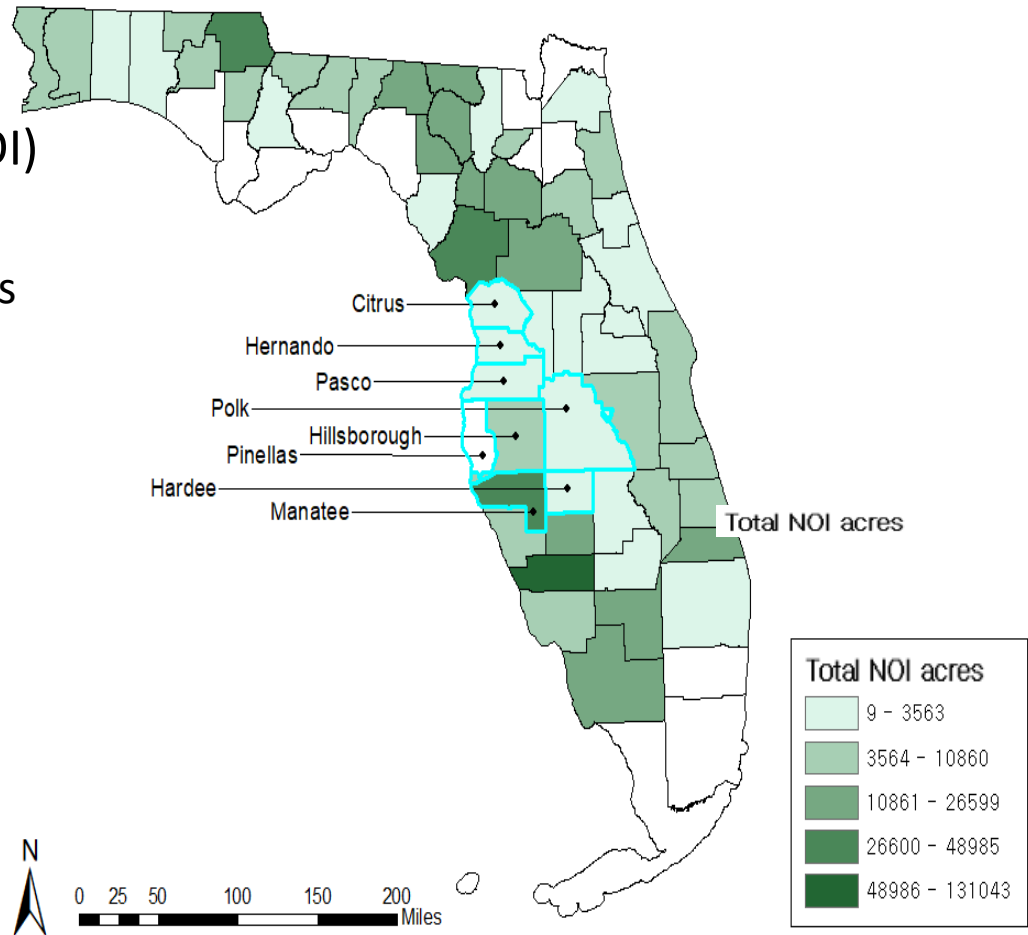 OI)
s
Citrus
Hernando
Pasco
Polk
Hillsborough
Pinellas
Hardee
Manatee
Total NOI acres
Total NOI acres
9 - 3563
3564 - 10860
10861 - 26599
26600 - 48985
48986 - 131043
N
0 25 50 100 150 200
Miles